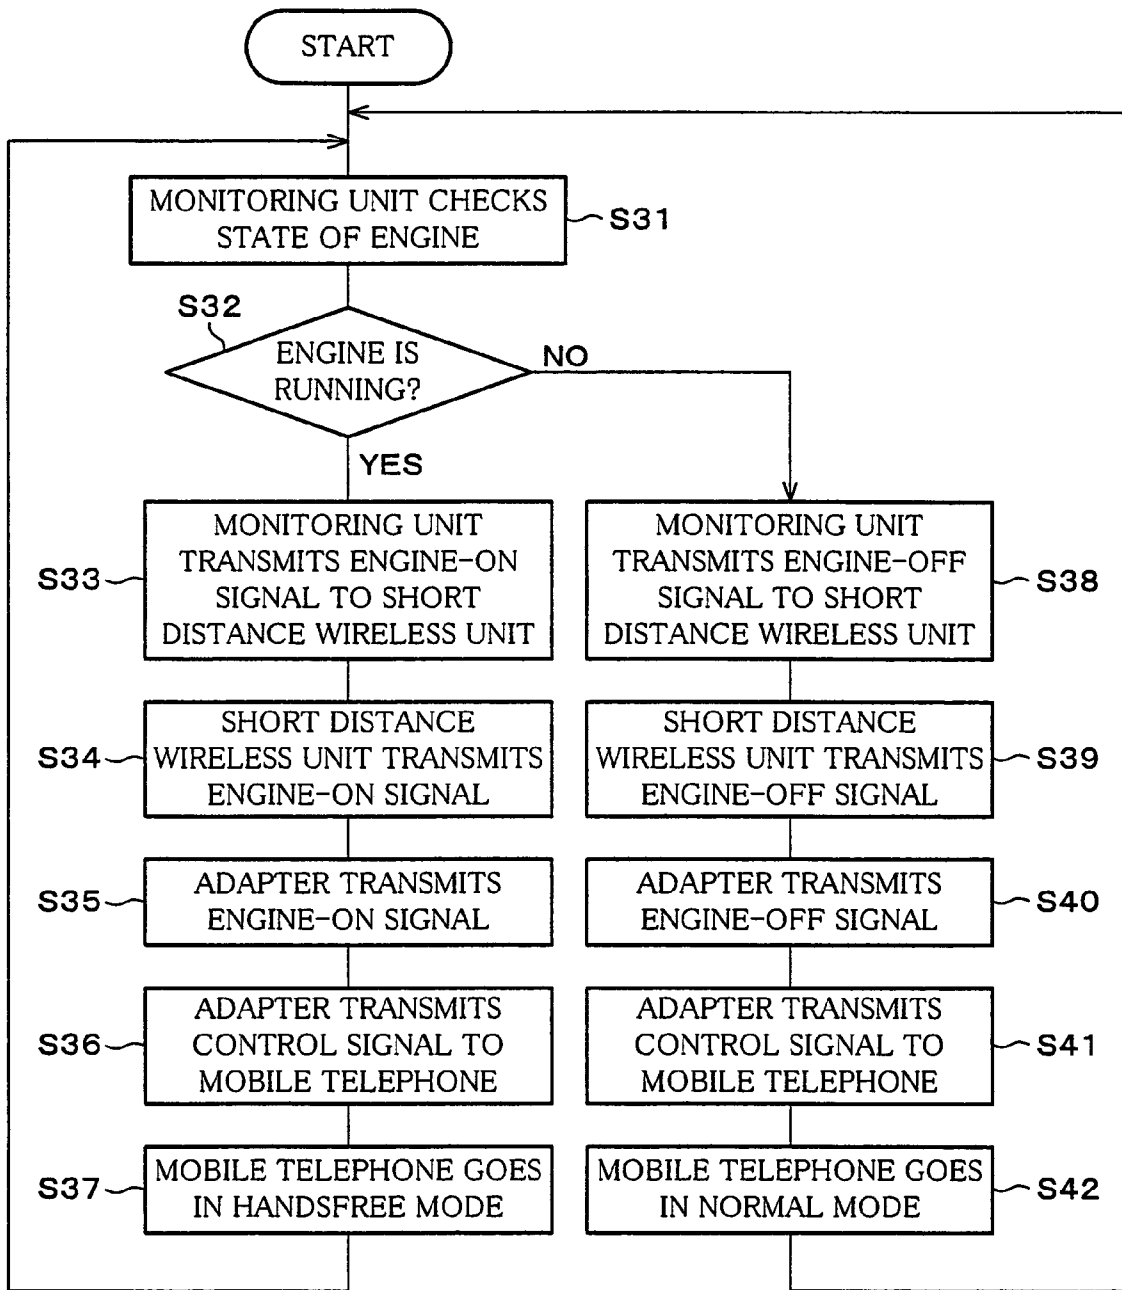 START
MONITORING UNIT CHECKS
STATE OF ENGINE
S31
S32
ENGINE IS
RUNNING?
NO
YES
MONITORING UNIT
TRANSMITS ENGINE-ON
SIGNAL TO SHORT
DISTANCE WIRELESS UNIT
S33
MONITORING UNIT
TRANSMITS ENGINE-OFF
SIGNAL TO SHORT
DISTANCE WIRELESS UNIT
S38
SHORT DISTANCE
WIRELESS UNIT TRANSMITS
ENGINE-ON SIGNAL
S34
SHORT DISTANCE
WIRELESS UNIT TRANSMITS
ENGINE-OFF SIGNAL
S39
ADAPTER TRANSMITS
ENGINE-ON SIGNAL
S35
ADAPTER TRANSMITS
ENGINE-OFF SIGNAL
S40
ADAPTER TRANSMITS
CONTROL SIGNAL TO
MOBILE TELEPHONE
S36
ADAPTER TRANSMITS
CONTROL SIGNAL TO
MOBILE TELEPHONE
S41
MOBILE TELEPHONE GOES
IN HANDSFREE MODE
S37
MOBILE TELEPHONE GOES
IN NORMAL MODE
S42